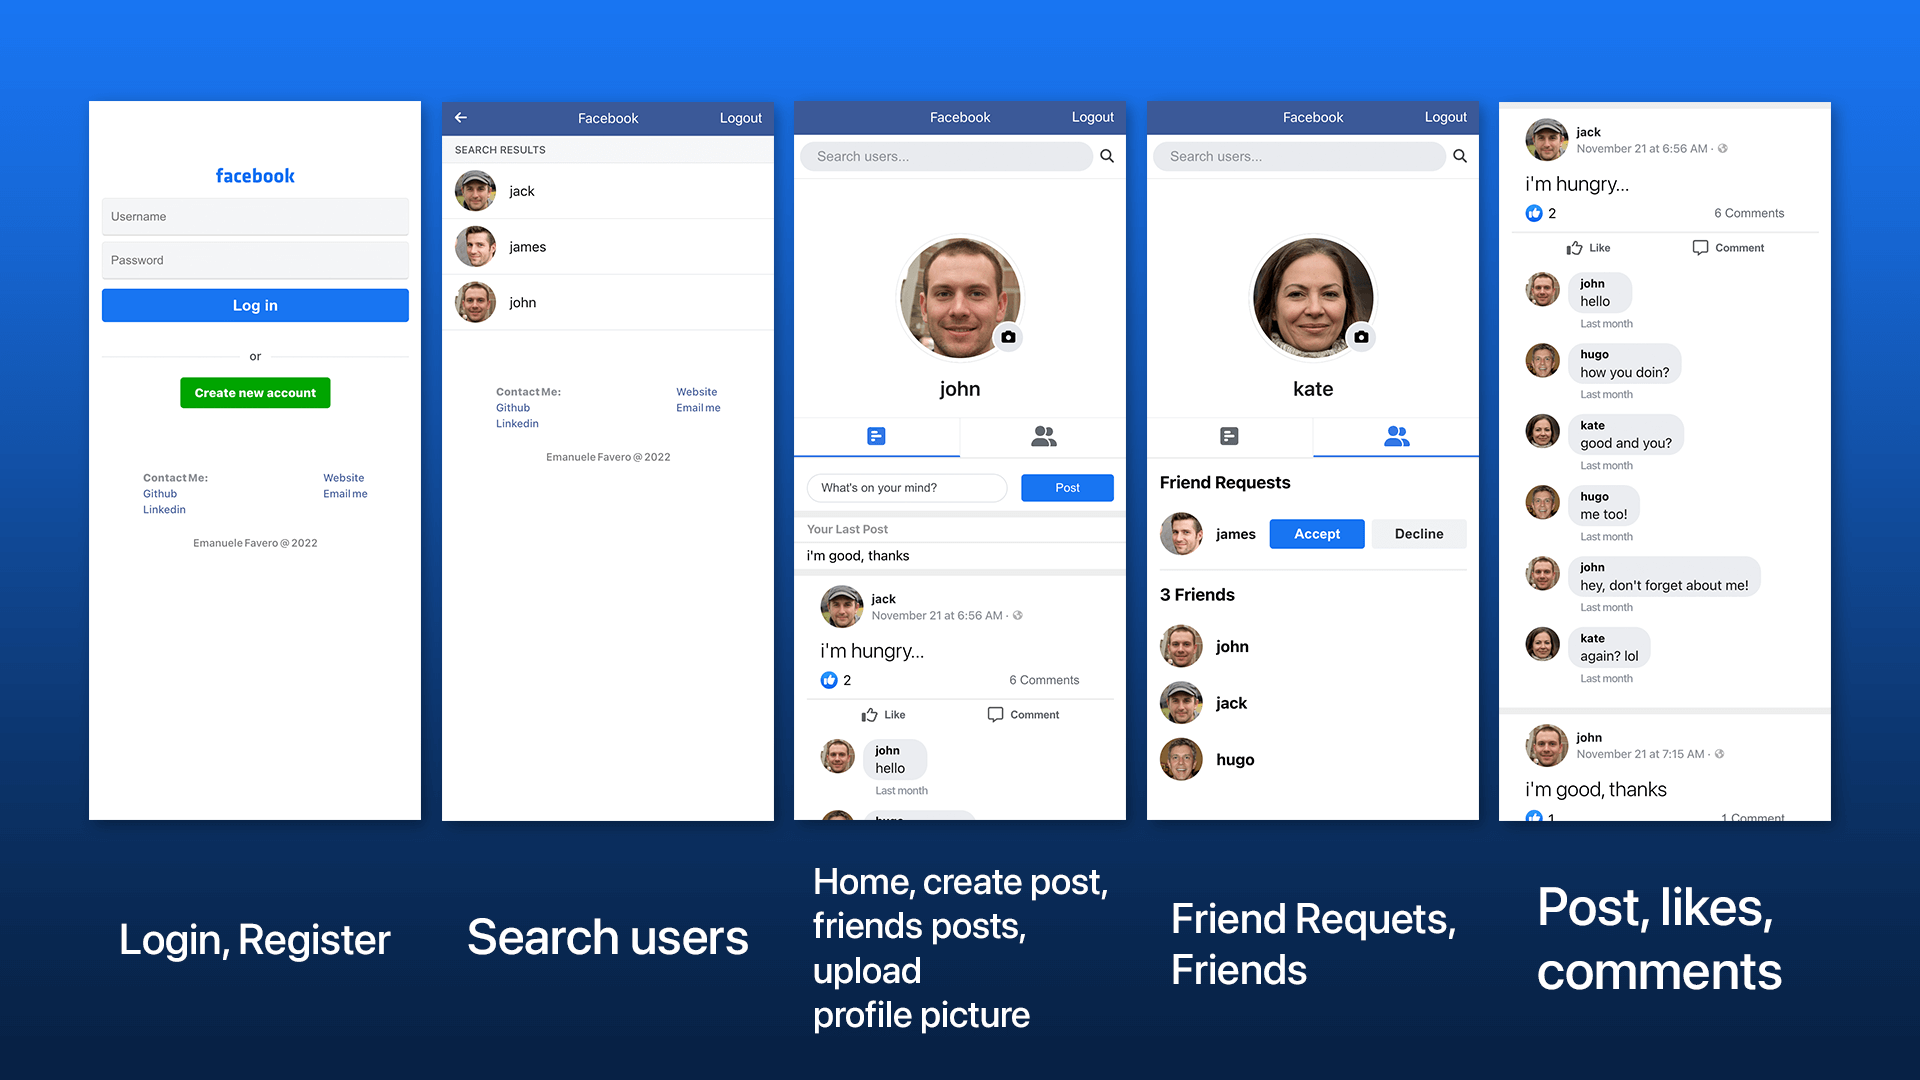 facebook
Username
Password
Log in
or
Create new account
Contact Me:
Website
Github
Email me
Linkedin
Emanuele Favero @ 2022
Login, Register
Facebook
Logout
SEARCH RESULTS
jack
james
john
Contact Me:
Website
Github
Email me
Linkedin
Emanuele Favero @ 2022
Search users
Facebook
Logout
Search users...
john
What's on your mind?
Post
Your Last Post
i'm good, thanks
jack
November 21 at 6:56 AM ·
i'm hungry...
2
6 Comments
Like
Comment
john
hello
Last month
hugo
Home, create post,
friends posts,
upload
profile picture
Facebook
Logout
Search users...
kate
Friend Requests
james
Accept
Decline
3 Friends
john
jack
hugo
Friend Requets,
Friends
jack
November 21 at 6:56 AM ·
i'm hungry...
2
6 Comments
Like
Comment
john
hello
Last month
hugo
how you doin?
Last month
kate
good and you?
Last month
hugo
me too!
Last month
john
hey, don't forget about me!
Last month
kate
again? lol
Last month
john
November 21 at 7:15 AM ·
i'm good, thanks
1
1 Comment
Post, likes,
comments